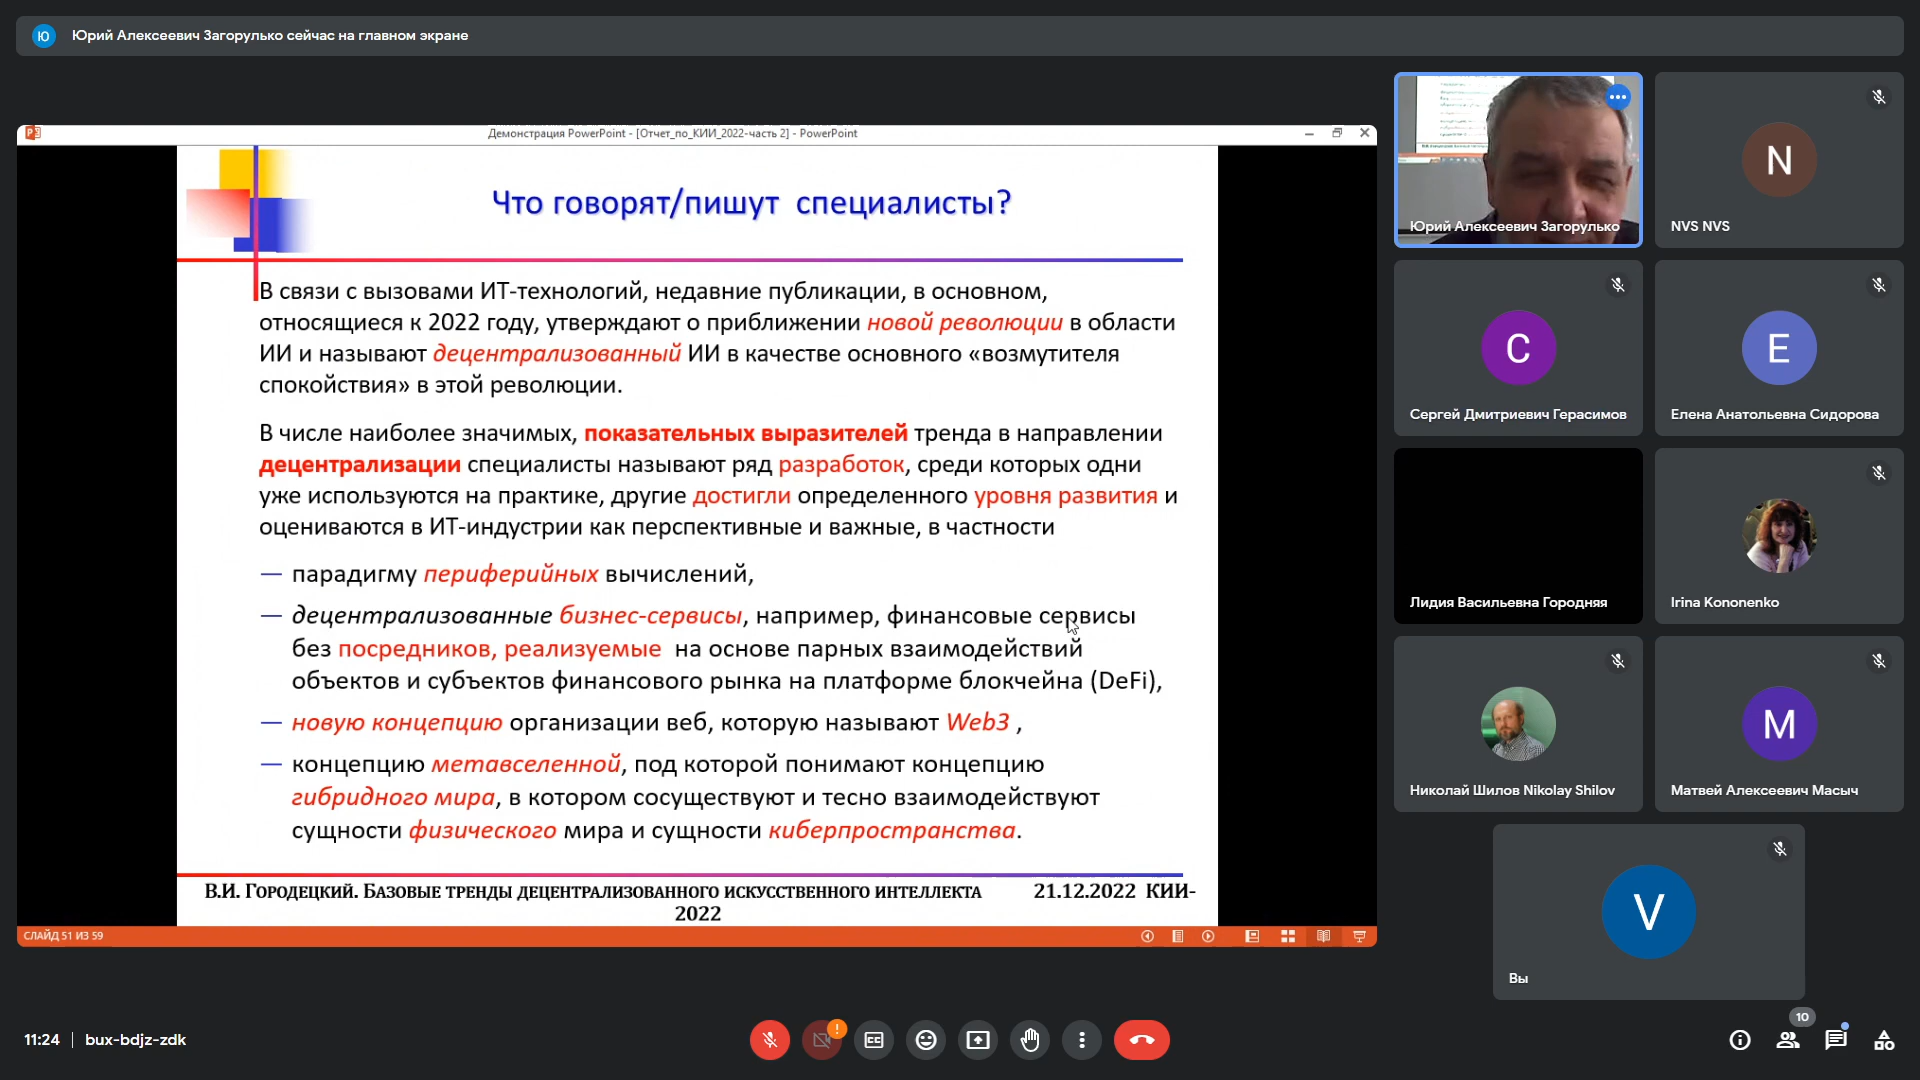 Ю Юрий Алексеевич Загорулько сейчас на главном экране
Демонстрация PowerPoint - [Отчет_по_КИИ_2022-часть 2] - PowerPoint
Что говорят/пишут специалисты?
В связи с вызовами ИТ-технологий, недавние публикации, в основном,
относящиеся к 2022 году, утверждают о приближении новой революции в области
ИИ и называют децентрализованный ИИ в качестве основного «возмутителя
спокойствия» в этой революции.
В числе наиболее значимых, показательных выразителей тренда в направлении
децентрализации специалисты называют ряд разработок, среди которых одни
уже используются на практике, другие достигли определенного уровня развития и
оцениваются в ИТ-индустрии как перспективные и важные, в частности
— парадигму периферийных вычислений,
— децентрализованные бизнес-сервисы, например, финансовые сервисы
без посредников, реализуемые на основе парных взаимодействий
объектов и субъектов финансового рынка на платформе блокчейна (DeFi),
— новую концепцию организации веб, которую называют Web3 ,
— концепцию метавселенной, под которой понимают концепцию
гибридного мира, в котором сосуществуют и тесно взаимодействуют
сущности физического мира и сущности киберпространства.
В.И. Городецкий. Базовые тренды децентрализованного искусственного интеллекта 21.12.2022 КИИ-
2022
СЛАЙД 51 ИЗ 59
Юрий Алексеевич Загорулько
N
NVS NVS
С
Сергей Дмитриевич Герасимов
Е
Елена Анатольевна Сидорова
Лидия Васильевна Городняя
Irina Kononenko
Николай Шилов Nikolay Shilov
М
Матвей Алексеевич Масыч
V
Вы
11:24 | bux-bdjz-zdk
CC
10